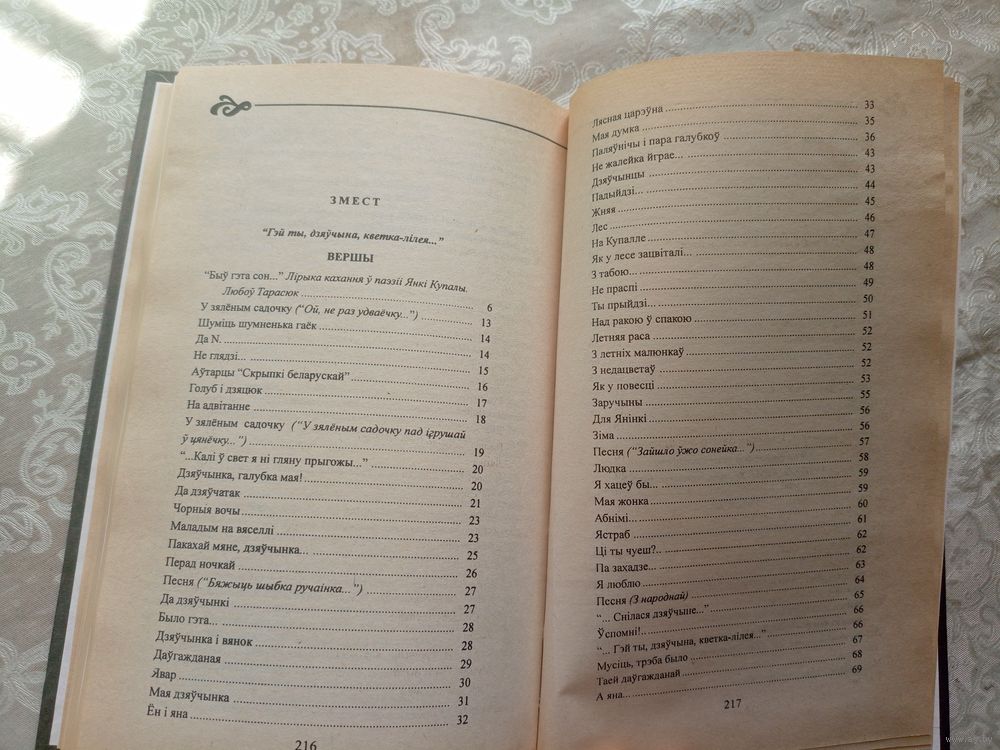 ЗМЕСТ
“Гэй ты, дзяўчына, кветка-лілея...”
ВЕРШЫ
“Быў гэта сон...” Лірыка кахання ў паэзіі Янкі Купалы.
Любоў Тарасюк ... 6
У зялёным садочку (“Ой, не раз удваёчку...”) ... 13
Шуміць шумненька гаёк ... 14
Да N. ... 14
Не глядзі... ... 15
Аўтарцы “Скрыпкі беларускай” ... 16
Голуб і дзяцюк ... 17
На адвітанне ... 18
У зялёным садочку (“У зялёным садочку пад ігрушай
ў цянёчку...”) ... 19
“...Калі ў свет я ні гляну прыгожы...” ... 20
Дзяўчынка, галубка мая! ... 20
Да дзяўчатак ... 21
Чорныя вочы ... 23
Маладым на вяселлі ... 23
Пакахай мяне, дзяўчынка... ... 25
Перад ночкай ... 26
Песня (“Бяжыць шыбка ручаінка...”) ... 27
Да дзяўчынкі ... 27
Было гэта... ... 28
Дзяўчынка і вянок ... 28
Даўгажданая ... 29
Явар ... 30
Мая дзяўчынка ... 31
Ён і яна ... 32
216
Лясная царэўна ... 33
Мая думка ... 35
Паляўнічы і пара галубкоў ... 36
Не жалейка йграе... ... 43
Дзяўчынцы ... 43
Падыйдзі... ... 44
Жняя ... 45
Лес ... 46
На Купалле ... 47
Як у лесе зацвіталі... ... 48
З табою... ... 48
Не праспі ... 49
Ты прыйдзі... ... 50
Над ракою ў спакою ... 51
Летняя раса ... 52
З летніх малюнкаў ... 52
З недацветаў ... 52
Як у повесці ... 53
Заручыны ... 55
Для Янінкі ... 56
Зіма ... 56
Песня (“Зайшло ўжо сонейка...”) ... 57
Людка ... 58
Я хацеў бы... ... 59
Мая жонка ... 59
Абнімі... ... 60
Ястраб ... 61
Ці ты чуеш?.. ... 62
Па захадзе... ... 62
Я люблю ... 63
Песня (З народнай) ... 64
“... Снілася дзяўчыне...” ... 65
Ўспомні!.. ... 66
“... Гэй ты, дзяўчына, кветка-лілея...” ... 66
Мусіць, трэба было ... 67
Таей даўгажданай ... 68
А яна... ... 69
217